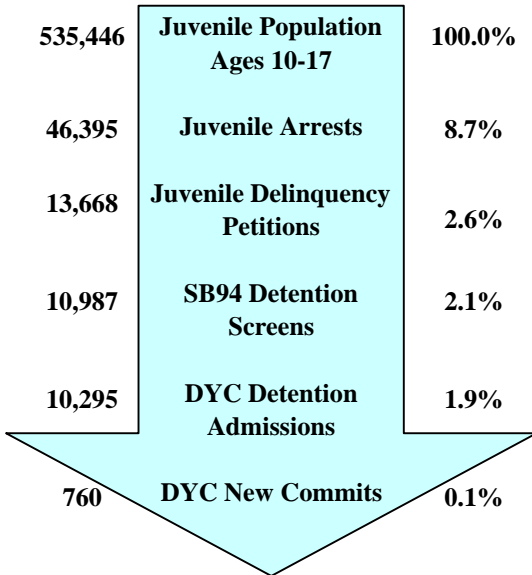 535,446 Juvenile Population 100.0%
Ages 10-17
46,395 Juvenile Arrests 8.7%
13,668 Juvenile Delinquency
Petitions 2.6%
10,987 SB94 Detention 2.1%
Screens
10,295 DYC Detention 1.9%
Admissions
760 DYC New Commits 0.1%